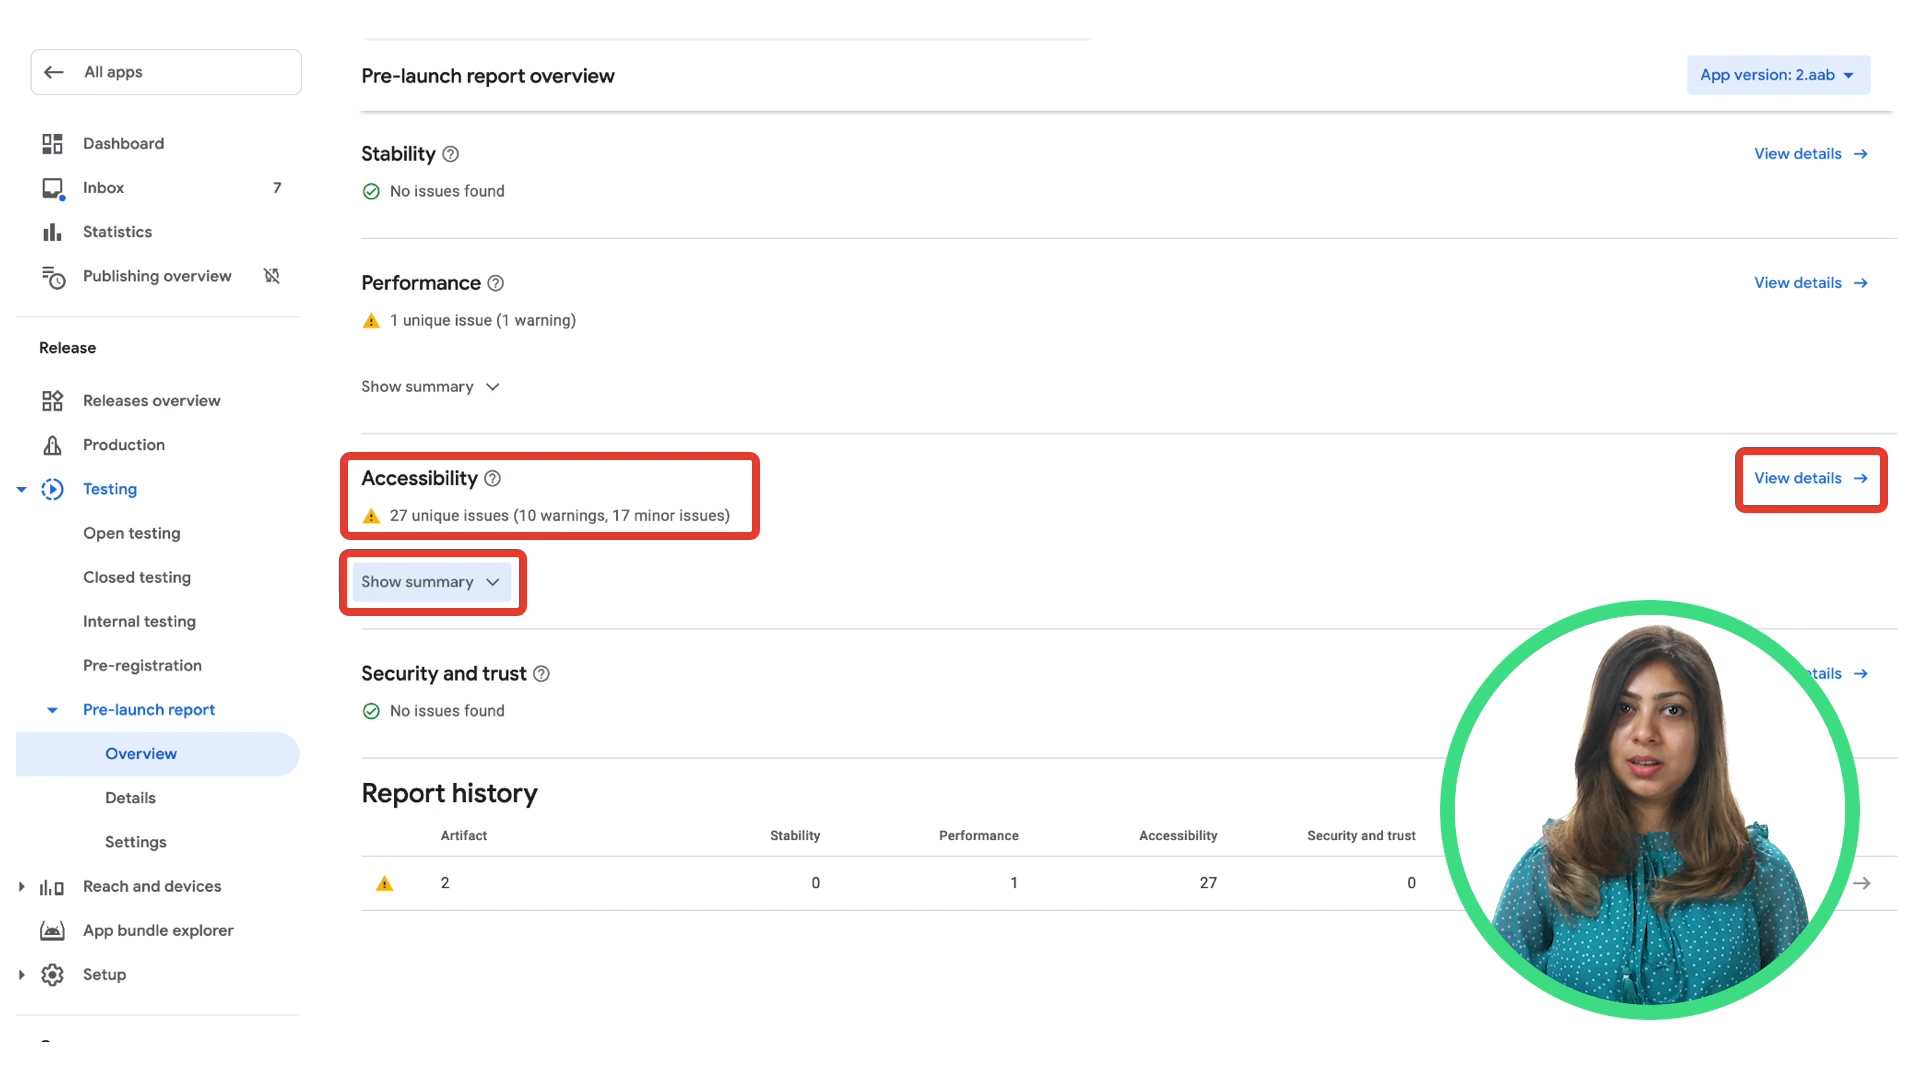 All apps
Dashboard
Inbox 7
Statistics
Publishing overview
Release
Releases overview
Production
Testing
Open testing
Closed testing
Internal testing
Pre-registration
Pre-launch report
Overview
Details
Settings
Reach and devices
App bundle explorer
Setup
Pre-launch report overview
App version: 2.aab
Stability
View details
No issues found
Performance
View details
1 unique issue (1 warning)
Show summary
Accessibility
View details
27 unique issues (10 warnings, 17 minor issues)
Show summary
Security and trust
No issues found
Report history
Artifact Stability Performance Accessibility Security and trust
2 0 1 27 0